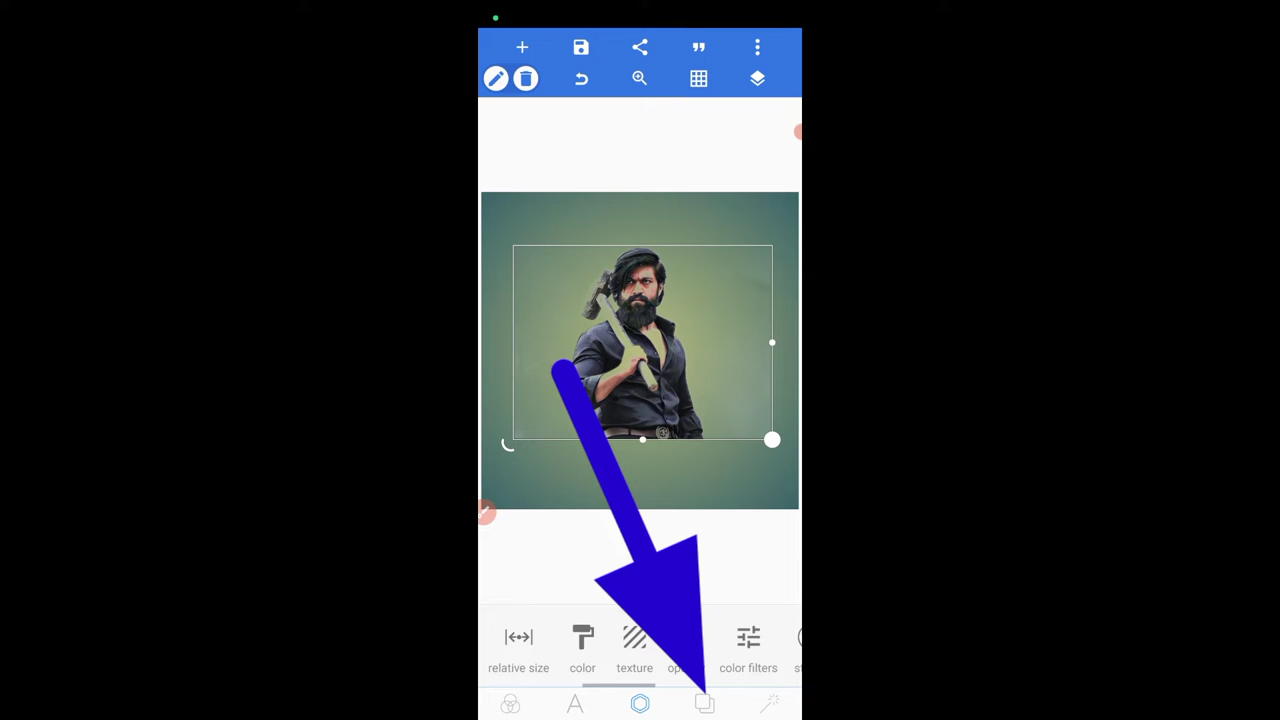 relative size
color
texture
color filters